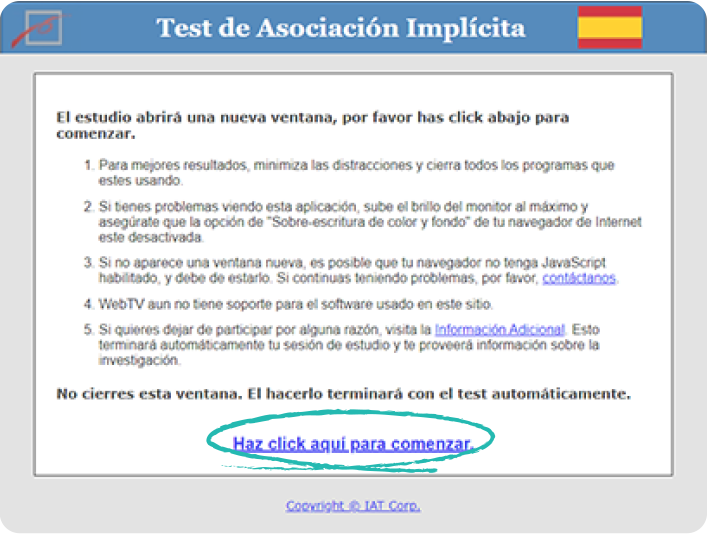 Test de Asociación Implícita
El estudio abrirá una nueva ventana, por favor has click abajo para
comenzar.
1. Para mejores resultados, minimiza las distracciones y cierra todos los programas que
estes usando.
2. Si tienes problemas viendo esta aplicación, sube el brillo del monitor al máximo y
asegúrate que la opción de "Sobre-escritura de color y fondo" de tu navegador de Internet
este desactivada.
3. Si no aparece una ventana nueva, es posible que tu navegador no tenga JavaScript
habilitado, y debe de estarlo. Si continuas teniendo problemas, por favor, contáctanos.
4. WebTV aun no tiene soporte para el software usado en este sitio.
5. Si quieres dejar de participar por alguna razón, visita la Información Adicional. Esto
terminará automáticamente tu sesión de estudio y te proveerá información sobre la
investigación.
No cierres esta ventana. El hacerlo terminará con el test automáticamente.
Haz click aquí para comenzar.
Copyright © IAT Corp.